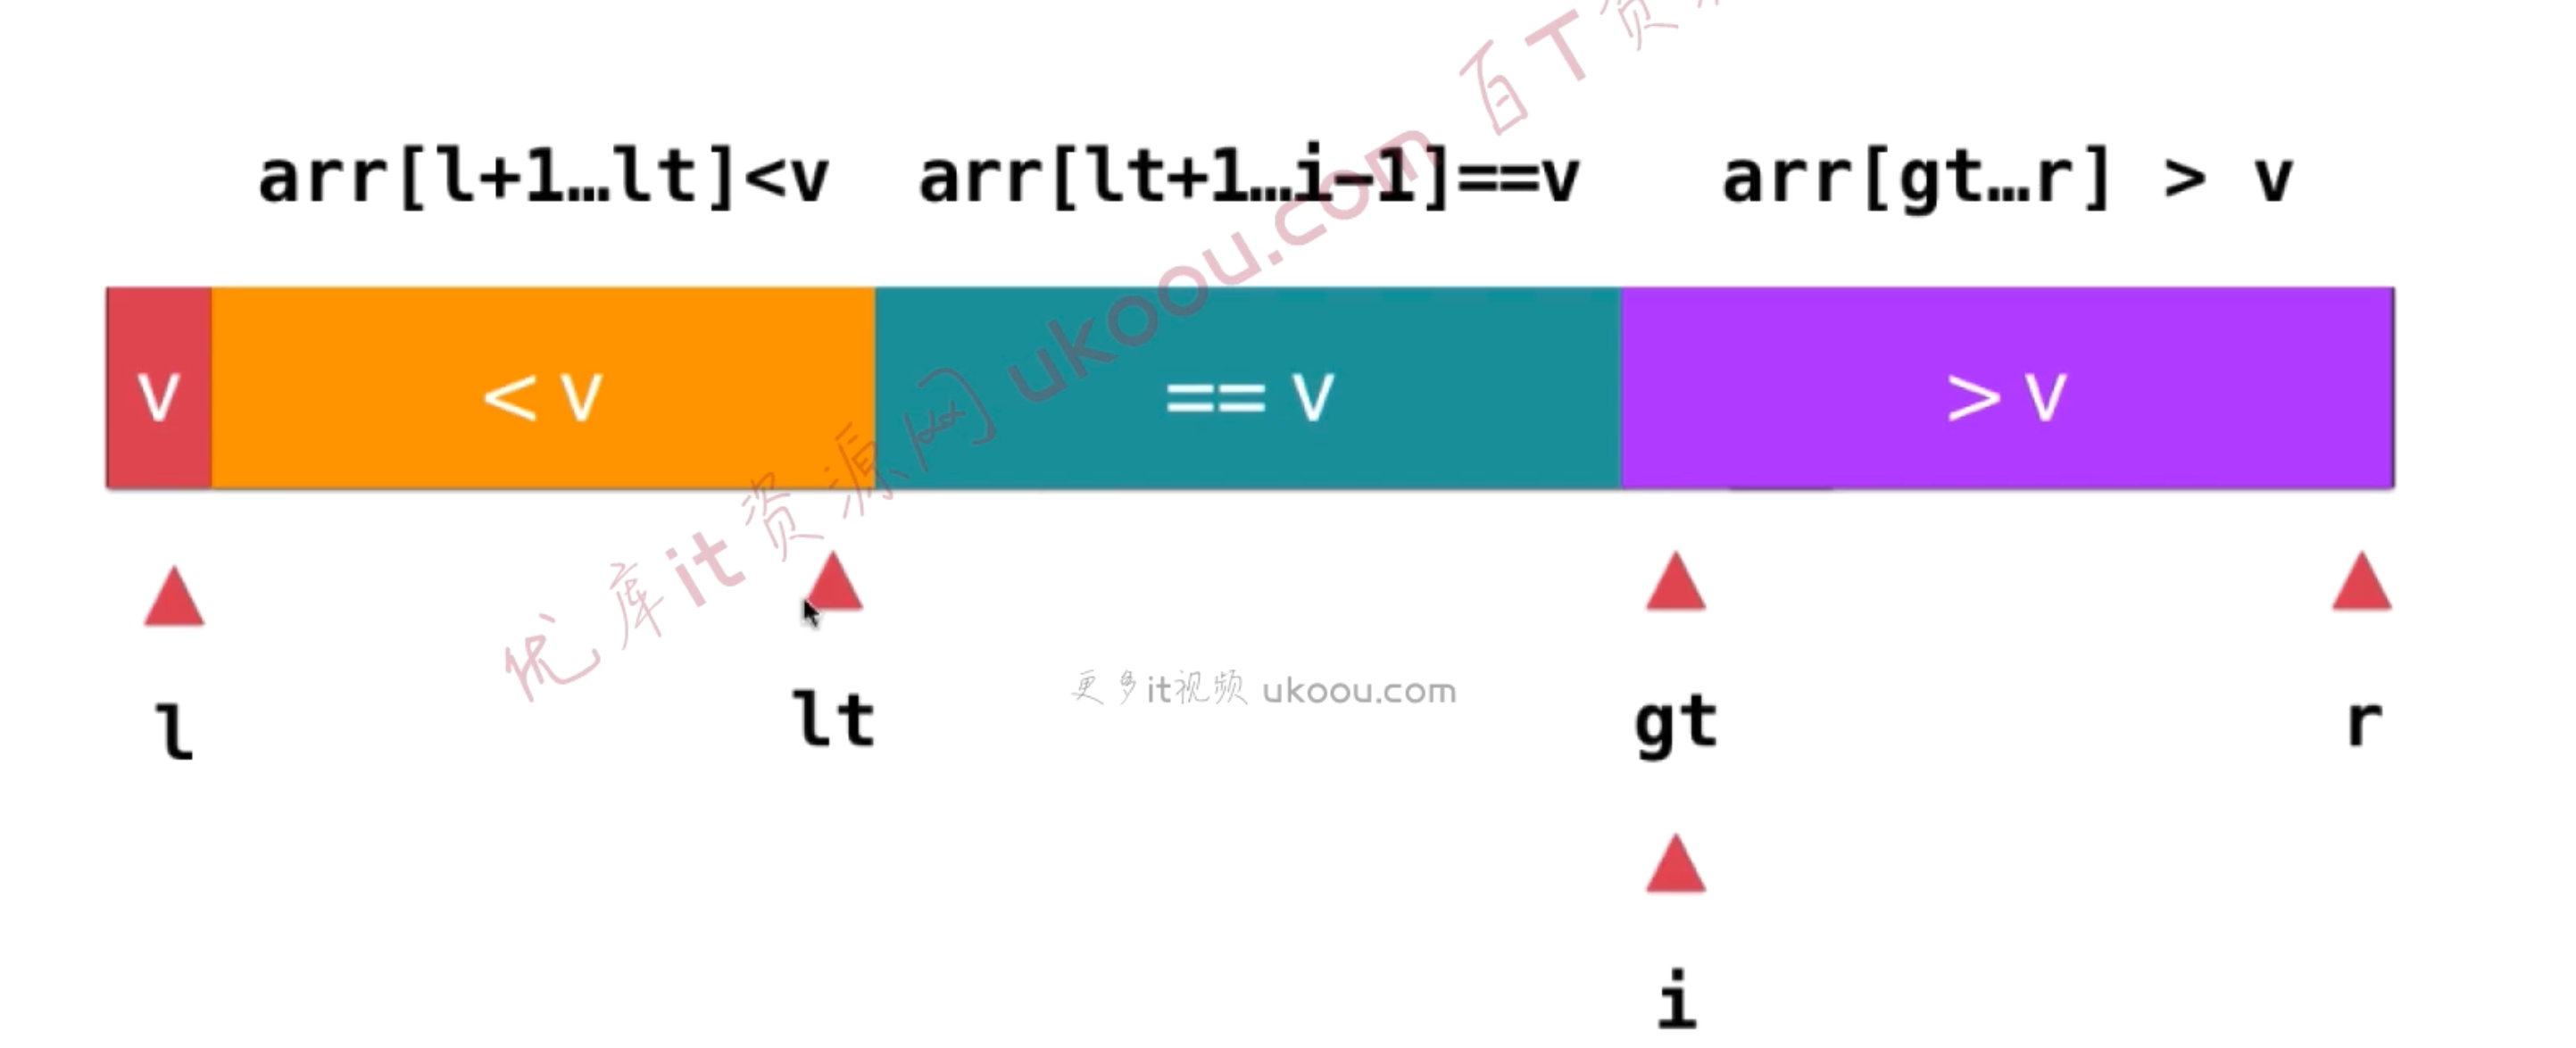 arr[l+1…lt]<v arr[lt+1…i-1]==v arr[gt…r] > v
v < v == v > v
l lt gt r
i
优库it资源网 ukoou.com 百T资
更多it视频 ukoou.com